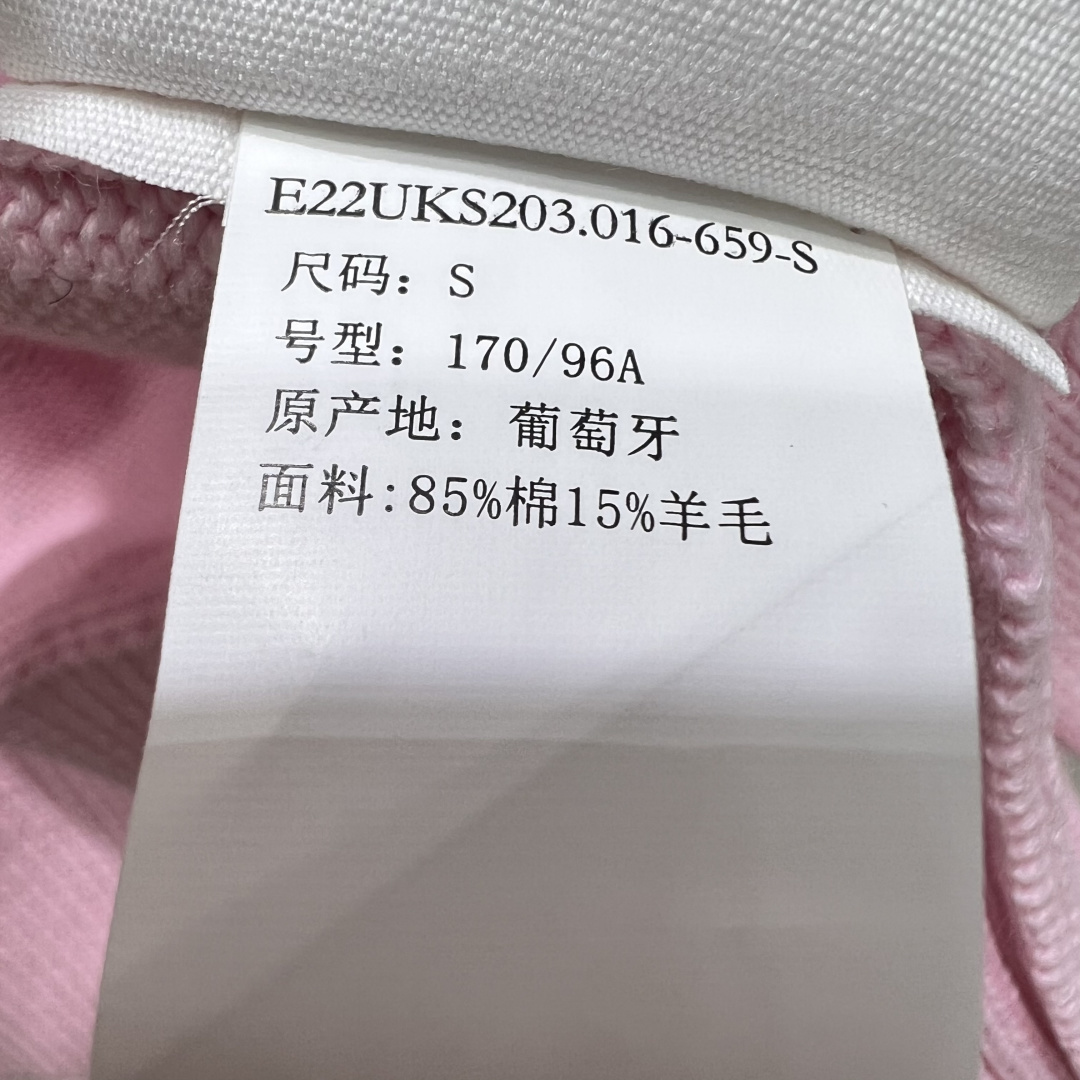 E22UKS203.016-659-S
尺码：S
号型：170/96A
原产地：葡萄牙
面料:85%棉15%羊毛